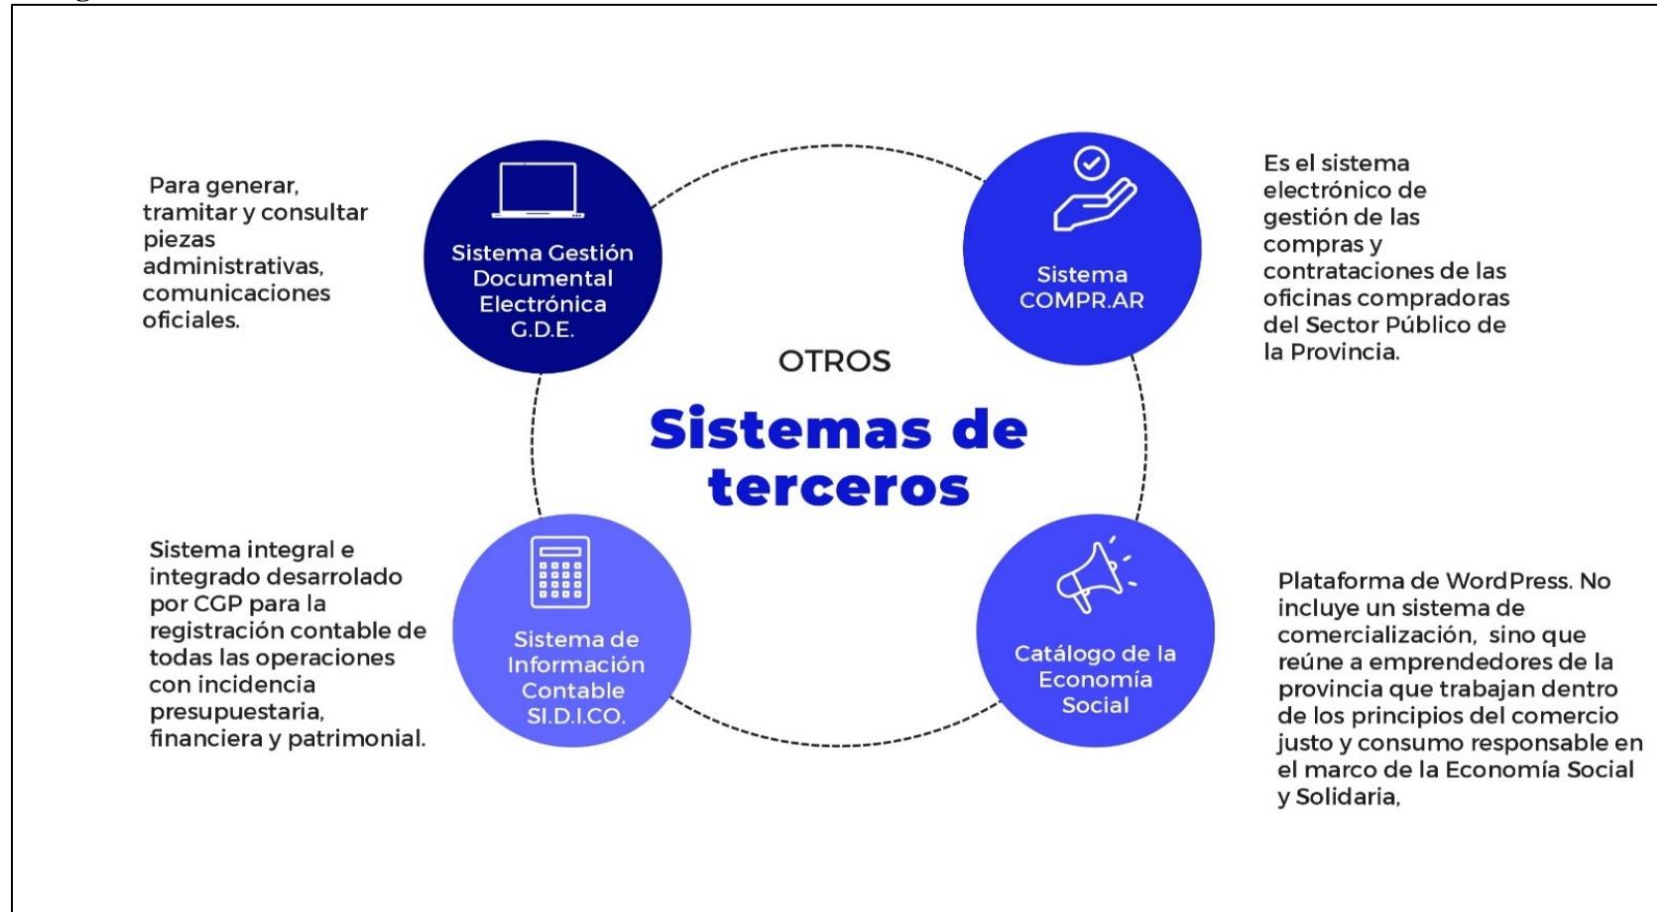 Para generar,
tramitar y consultar
piezas
administrativas,
comunicaciones
oficiales.
Sistema Gestión
Documental
Electrónica
G.D.E.
Sistema
COMPR.AR
Es el sistema
electrónico de
gestión de las
compras y
contrataciones de las
oficinas compradoras
del Sector Público de
la Provincia.
OTROS
Sistemas de
terceros
Sistema integral e
integrado desarrolado
por CGP para la
registración contable de
todas las operaciones
con incidencia
presupuestaria,
financiera y patrimonial.
Sistema de
Información
Contable
SI.D.I.CO.
Catálogo de la
Economía
Social
Plataforma de WordPress. No
incluye un sistema de
comercialización, sino que
reúne a emprendedores de la
provincia que trabajan dentro
de los principios del comercio
justo y consumo responsable en
el marco de la Economía Social
y Solidaria,